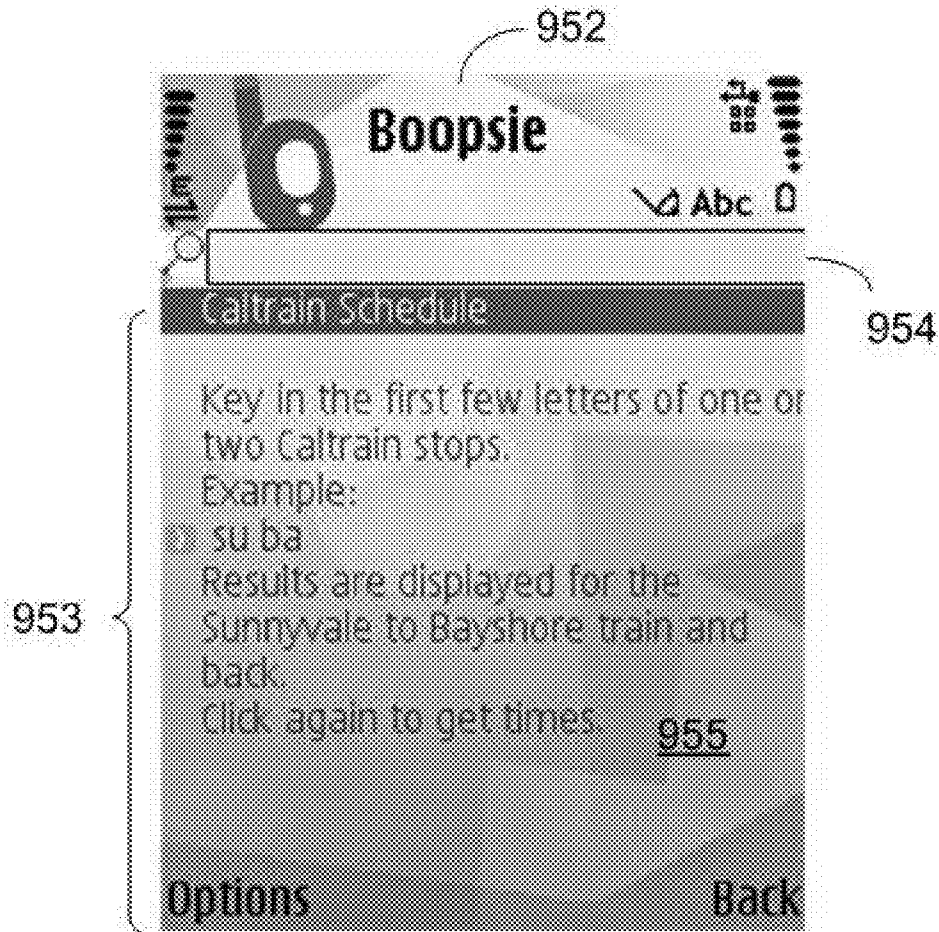 952
Boopsie
Abc
954
Caltrain Schedule
Key in the first few letters of one or
two Caltrain stops.
Example:
su ba
Results are displayed for the
Sunnyvale to Bayshore train and
back.
Click again to get times.
953
955
Options
Back